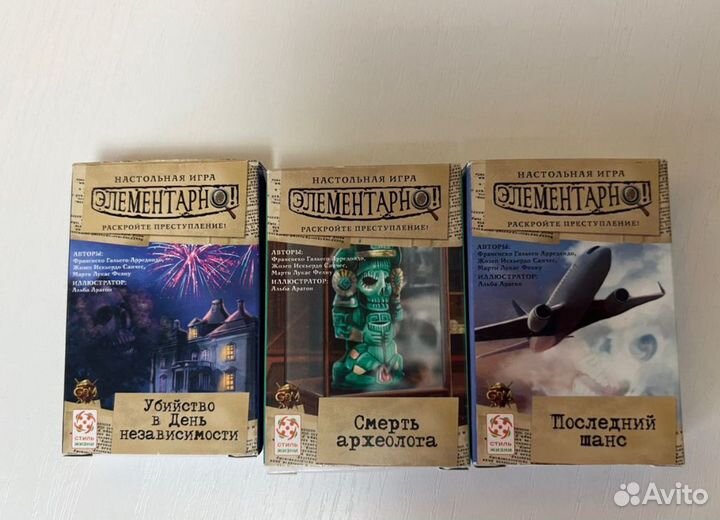 НАСТОЛЬНАЯ ИГРА
ЭЛЕМЕНТАРНО!
РАСКРОЙТЕ ПРЕСТУПЛЕНИЕ!
АВТОРЫ:
Франсиско Гальего Арредондо,
Жозеп Искьердо Санчес,
Марти Лукас Фелиу
ИЛЛЮСТРАТОР:
Альба Арагон
Убийство
в День
независимости
СТИЛЬ
ЖИЗНИ
НАСТОЛЬНАЯ ИГРА
ЭЛЕМЕНТАРНО!
РАСКРОЙТЕ ПРЕСТУПЛЕНИЕ!
АВТОРЫ:
Франсиско Гальего Арредондо,
Жозеп Искьердо Санчес,
Марти Лукас Фелиу
ИЛЛЮСТРАТОР:
Альба Арагон
Смерть
археолога
СТИЛЬ
ЖИЗНИ
НАСТОЛЬНАЯ ИГРА
ЭЛЕМЕНТАРНО!
РАСКРОЙТЕ ПРЕСТУПЛЕНИЕ!
АВТОРЫ:
Франсиско Гальего Арредондо,
Жозеп Искьердо Санчес,
Марти Лукас Фелиу
ИЛЛЮСТРАТОР:
Альба Арагон
Последний
шанс
СТИЛЬ
ЖИЗНИ
Avito